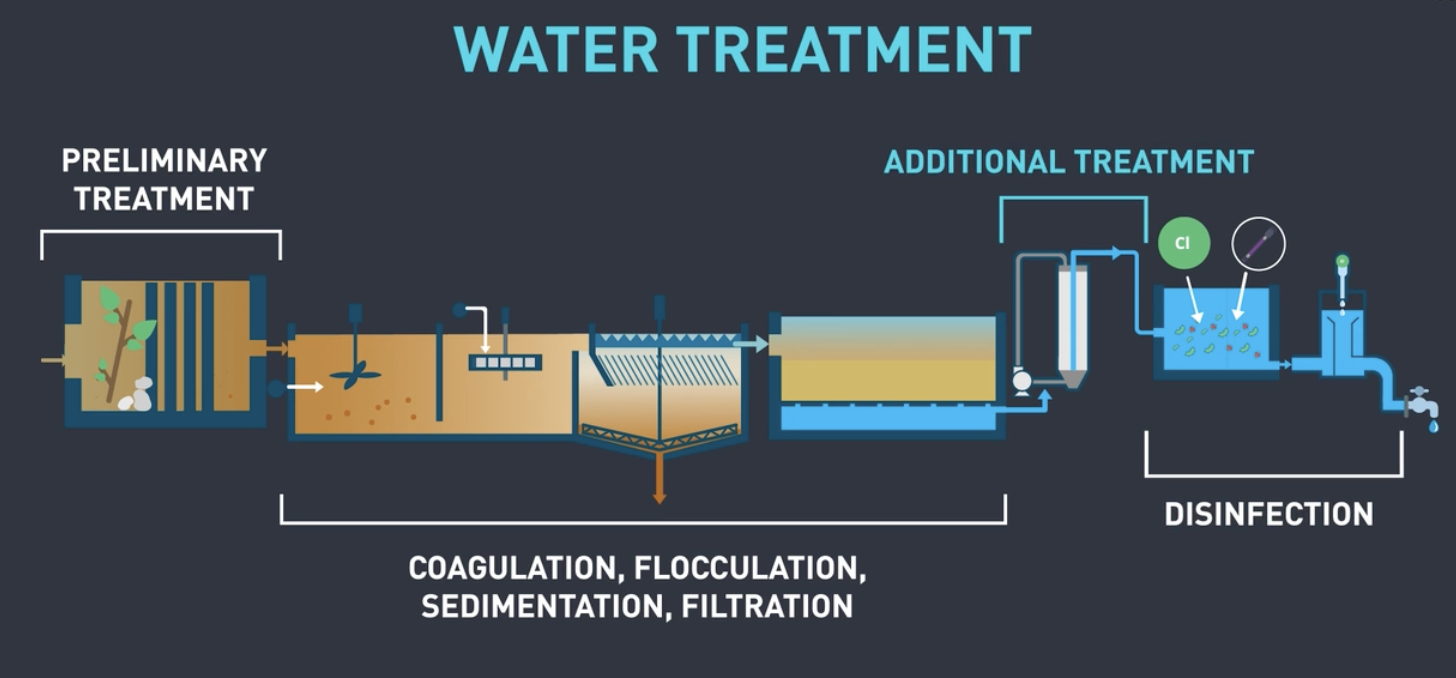 WATER TREATMENT
PRELIMINARY
TREATMENT
ADDITIONAL TREATMENT
Cl
DISINFECTION
COAGULATION, FLOCCULATION,
SEDIMENTATION, FILTRATION